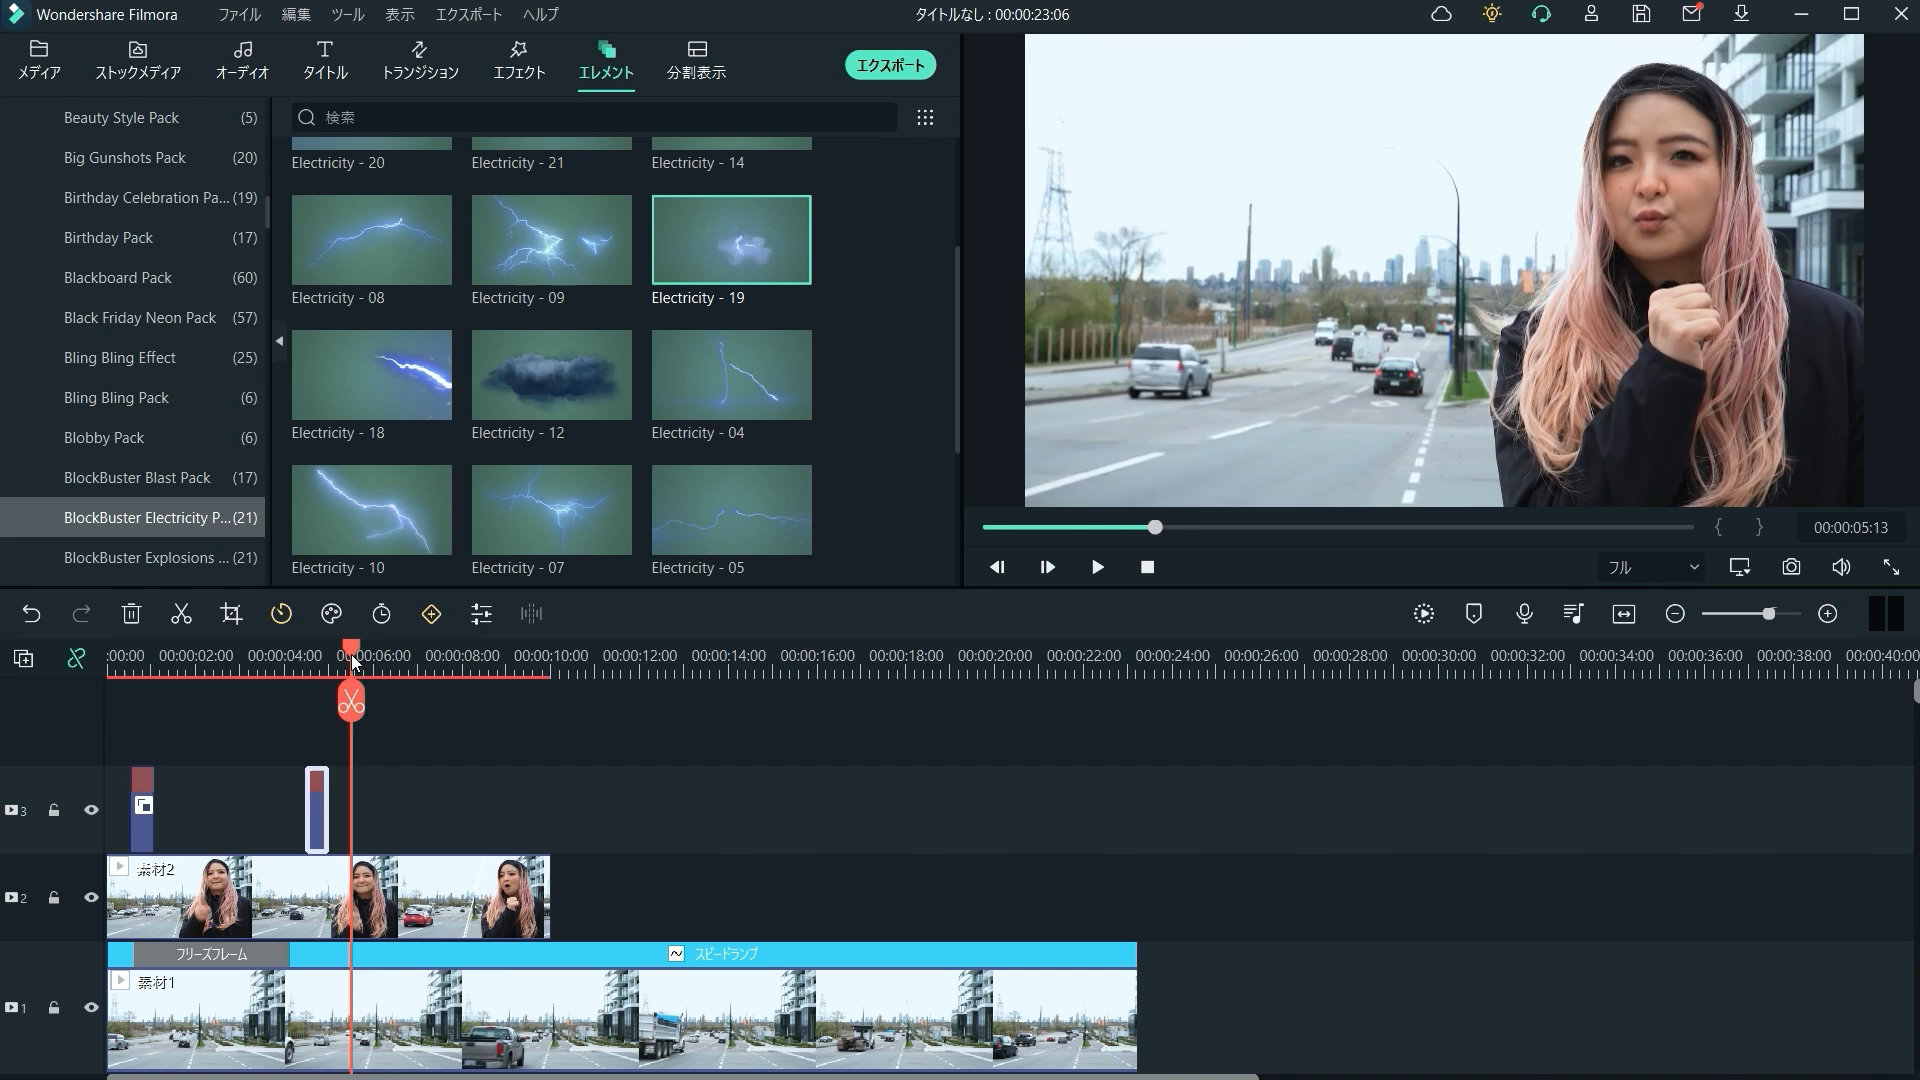 Wondershare Filmora ファイル 編集 ツール 表示 エクスポート ヘルプ タイトルなし : 00:00:23:06
メディア ストックメディア オーディオ タイトル トランジション エフェクト エレメント 分割表示 エクスポート
検索
Beauty Style Pack (5)
Big Gunshots Pack (20)
Birthday Celebration Pa... (19)
Birthday Pack (17)
Blackboard Pack (60)
Black Friday Neon Pack (57)
Bling Bling Effect (25)
Bling Bling Pack (6)
Blobby Pack (6)
BlockBuster Blast Pack (17)
BlockBuster Electricity P... (21)
BlockBuster Explosions ... (21)
Electricity - 20 Electricity - 21 Electricity - 14
Electricity - 08 Electricity - 09 Electricity - 19
Electricity - 18 Electricity - 12 Electricity - 04
Electricity - 10 Electricity - 07 Electricity - 05
{ } 00:00:05:13
フル
:00:00 00:00:02:00 00:00:04:00 00:00:06:00 00:00:08:00 00:00:10:00 00:00:12:00 00:00:14:00 00:00:16:00 00:00:18:00 00:00:20:00 00:00:22:00 00:00:24:00 00:00:26:00 00:00:28:00 00:00:30:00 00:00:32:00 00:00:34:00 00:00:36:00 00:00:38:00 00:00:40:00
3
素材2
2
フリーズフレーム スピードランプ
素材1
1